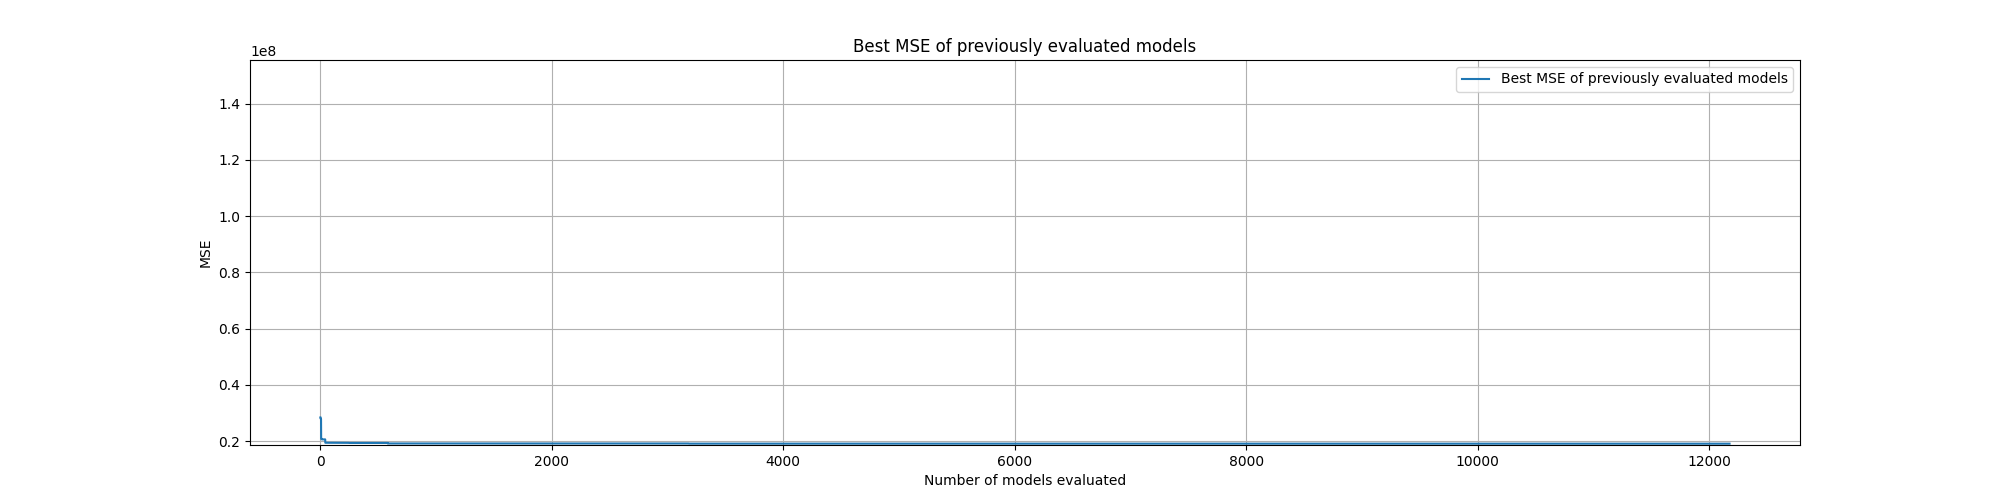 Best MSE of previously evaluated models
1e8
Best MSE of previously evaluated models
1.4
1.2
1.0
0.8
0.6
0.4
0.2
MSE
0 2000 4000 6000 8000 10000 12000
Number of models evaluated